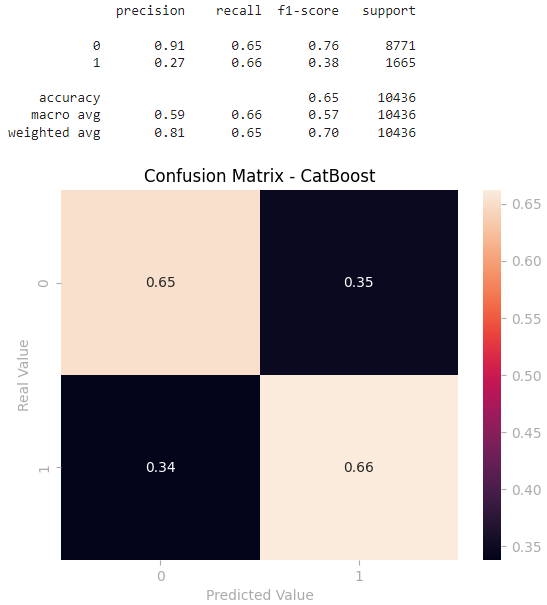 precision recall f1-score support
0 0.91 0.65 0.76 8771
1 0.27 0.66 0.38 1665
accuracy 0.65 10436
macro avg 0.59 0.66 0.57 10436
weighted avg 0.81 0.65 0.70 10436
Confusion Matrix - CatBoost
0.65
0.60
0.55
0.50
0.45
0.40
0.35
Real Value
0
1
0.65 0.35
0.34 0.66
0 1
Predicted Value